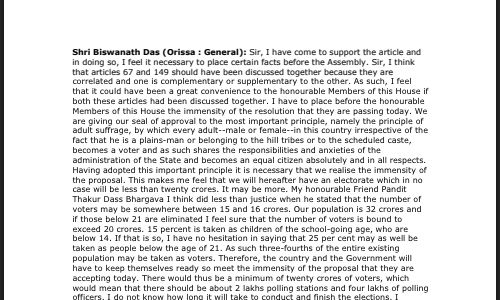 Shri Biswanath Das (Orissa : General): Sir, I have come to support the article and
in doing so, I feel it necessary to place certain facts before the Assembly. Sir, I think
that articles 67 and 149 should have been discussed together because they are
correlated and one is complementary or supplementary to the other. As such, I feel
that it could have been a great convenience to the honourable Members of this House if
both these articles had been discussed together. I have to place before the honourable
Members of this House the immensity of the resolution that they are passing today. We
are giving our seal of approval to the most important principle, namely the principle of
adult suffrage, by which every adult--male or female--in this country irrespective of the
fact that he is a plains-man or belonging to the hill tribes or to the scheduled caste,
becomes a voter and as such shares the responsibilities and anxieties of the
administration of the State and becomes an equal citizen absolutely and in all respects.
Having adopted this important principle it is necessary that we realise the immensity of
the proposal. This makes me feel that we will hereafter have an electorate which in no
case will be less than twenty crores. It may be more. My honourable Friend Pandit
Thakur Dass Bhargava I think did less than justice when he stated that the number of
voters may be somewhere between 15 and 16 crores. Our population is 32 crores and
if those below 21 are eliminated I feel sure that the number of voters is bound to
exceed 20 crores. 15 percent is taken as children of the school-going age, who are
below 14. If that is so, I have no hesitation in saying that 25 per cent may as well be
taken as people below the age of 21. As such three-fourths of the entire existing
population may be taken as voters. Therefore, the country and the Government will
have to keep themselves ready so meet the immensity of the proposal that they are
accepting today. There would thus be a minimum of twenty crores of voters, which
would mean that there should be about 2 lakhs polling stations and four lakhs of polling
officers. I do not know how long it will take to conduct and finish the elections. I